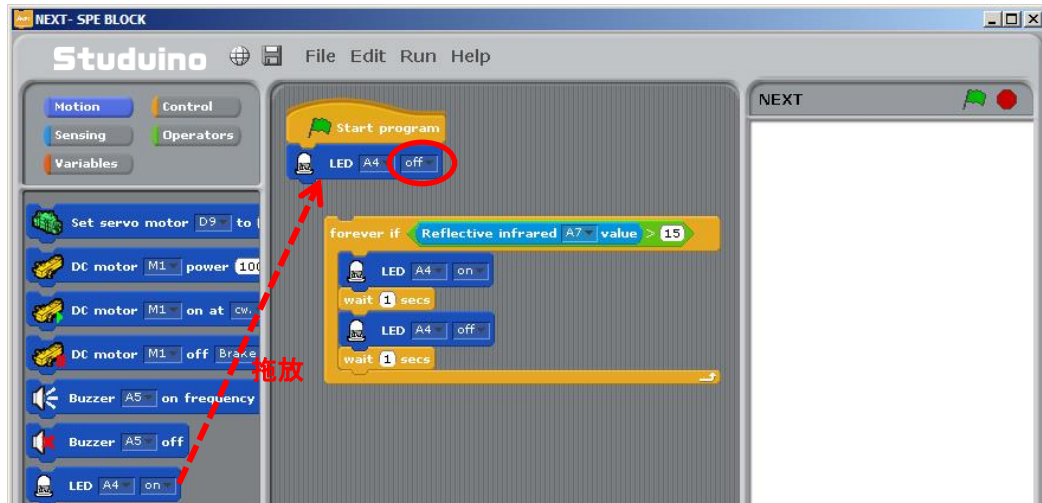 NEXT- SPE BLOCK
Studuino File Edit Run Help
Motion Control
Sensing Operators
Variables
Set servo motor D9 to
DC motor M1 power 100
DC motor M1 on at cw.
DC motor M1 off Brake
Buzzer A5 on frequency
Buzzer A5 off
LED A4 on
Start program
LED A4 off
forever if Reflective infrared A7 value > 15
LED A4 on
wait 1 secs
LED A4 off
wait 1 secs
拖放
NEXT